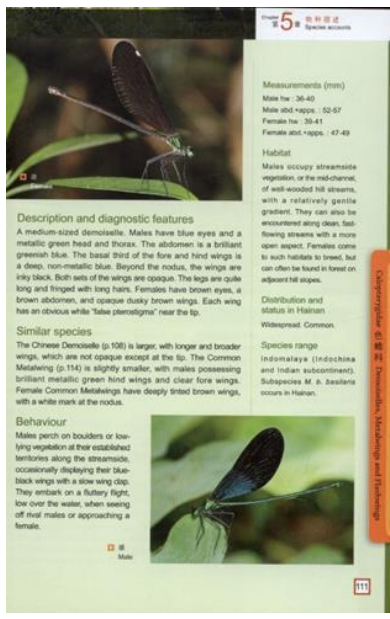 Chapter
第5章 物种描述
Species accounts
Measurements (mm)
Male hw : 36-40
Male abd.+apps. : 52-57
Female hw : 39-41
Female abd.+apps. : 47-49
Habitat
Males occupy streamside
vegetation, or the mid-channel,
of well-wooded hill streams,
with a relatively gentle
gradient. They can also be
encountered along clean, fast-
flowing streams with a more
open aspect. Females come
to such habitats to breed, but
can often be found in forest on
adjacent hill slopes.
Distribution and
status in Hainan
Widespread. Common.
Species range
Indomalaya (Indochina
and Indian subcontinent).
Subspecies M. b. basilaris
occurs in Hainan.
雌
Female
Description and diagnostic features
A medium-sized demoiselle. Males have blue eyes and a
metallic green head and thorax. The abdomen is a brilliant
greenish blue. The basal third of the fore and hind wings is
a deep, non-metallic blue. Beyond the nodus, the wings are
inky black. Both sets of the wings are opaque. The legs are quite
long and fringed with long hairs. Females have brown eyes, a
brown abdomen, and opaque dusky brown wings. Each wing
has an obvious white "false pterostigma" near the tip.
Similar species
The Chinese Demoiselle (p.108) is larger, with longer and broader
wings, which are not opaque except at the tip. The Common
Metalwing (p.114) is slightly smaller, with males possessing
brilliant metallic green hind wings and clear fore wings.
Female Common Metalwings have deeply tinted brown wings,
with a white mark at the nodus.
Behaviour
Males perch on boulders or low-
lying vegetation at their established
territories along the streamside,
occasionally displaying their blue-
black wings with a slow wing clap.
They embark on a fluttery flight,
low over the water, when seeing
off rival males or approaching a
female.
雄
Male
Calopterygidae 色蟌科 Demoiselles, Metalwings and Flashwings
111